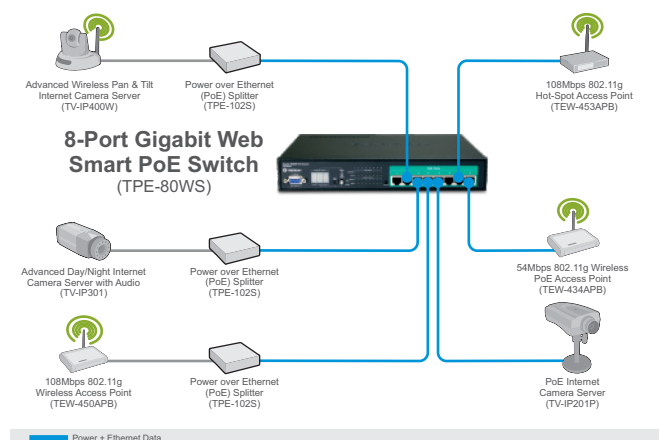 Advanced Wireless Pan & Tilt
Internet Camera Server
(TV-IP400W)
Power over Ethernet
(PoE) Splitter
(TPE-102S)
108Mbps 802.11g
Hot-Spot Access Point
(TEW-453APB)
8-Port Gigabit Web
Smart PoE Switch
(TPE-80WS)
Advanced Day/Night Internet
Camera Server with Audio
(TV-IP301)
Power over Ethernet
(PoE) Splitter
(TPE-102S)
54Mbps 802.11g Wireless
PoE Access Point
(TEW-434APB)
108Mbps 802.11g
Wireless Access Point
(TEW-450APB)
Power over Ethernet
(PoE) Splitter
(TPE-102S)
PoE Internet
Camera Server
(TV-IP201P)
Power + Ethernet Data